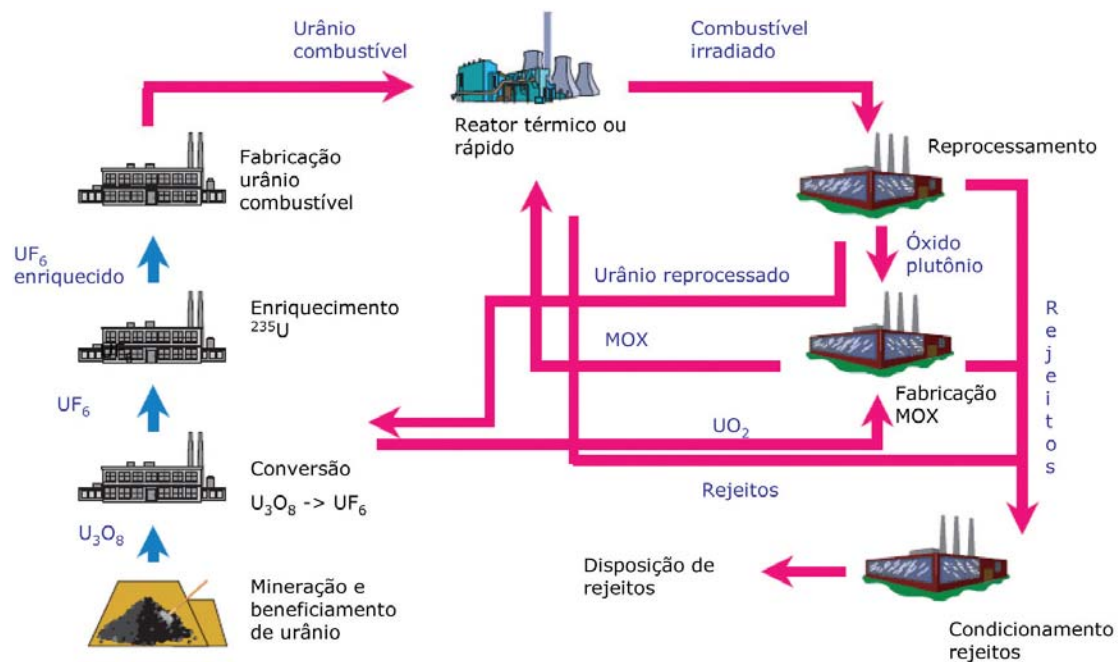 Urânio
combustível
Combustível
irradiado
Reator térmico ou
rápido
Reprocessamento
Fabricação
urânio
combustível
UF6
enriquecido
Óxido
plutônio
Urânio reprocessado
Enriquecimento
235U
MOX
Rejeitos
Fabricação
MOX
UF6
UO2
Conversão
U3O8 -> UF6
Rejeitos
U3O8
Disposição de
rejeitos
Mineração e
beneficiamento
de urânio
Condicionamento
rejeitos